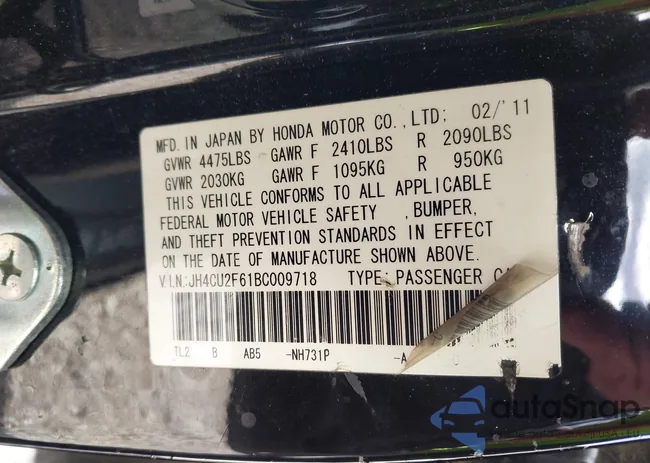 MFD. IN JAPAN BY HONDA MOTOR CO., LTD; 02/'11
GVWR 4475LBS GAWR F 2410LBS R 2090LBS
GVWR 2030KG GAWR F 1095KG R 950KG
THIS VEHICLE CONFORMS TO ALL APPLICABLE
FEDERAL MOTOR VEHICLE SAFETY , BUMPER,
AND THEFT PREVENTION STANDARDS IN EFFECT
ON THE DATE OF MANUFACTURE SHOWN ABOVE.
V I N: JH4CU2F61BC009718 TYPE: PASSENGER
TL2 B AB5 -NH731P -A
autoSnap